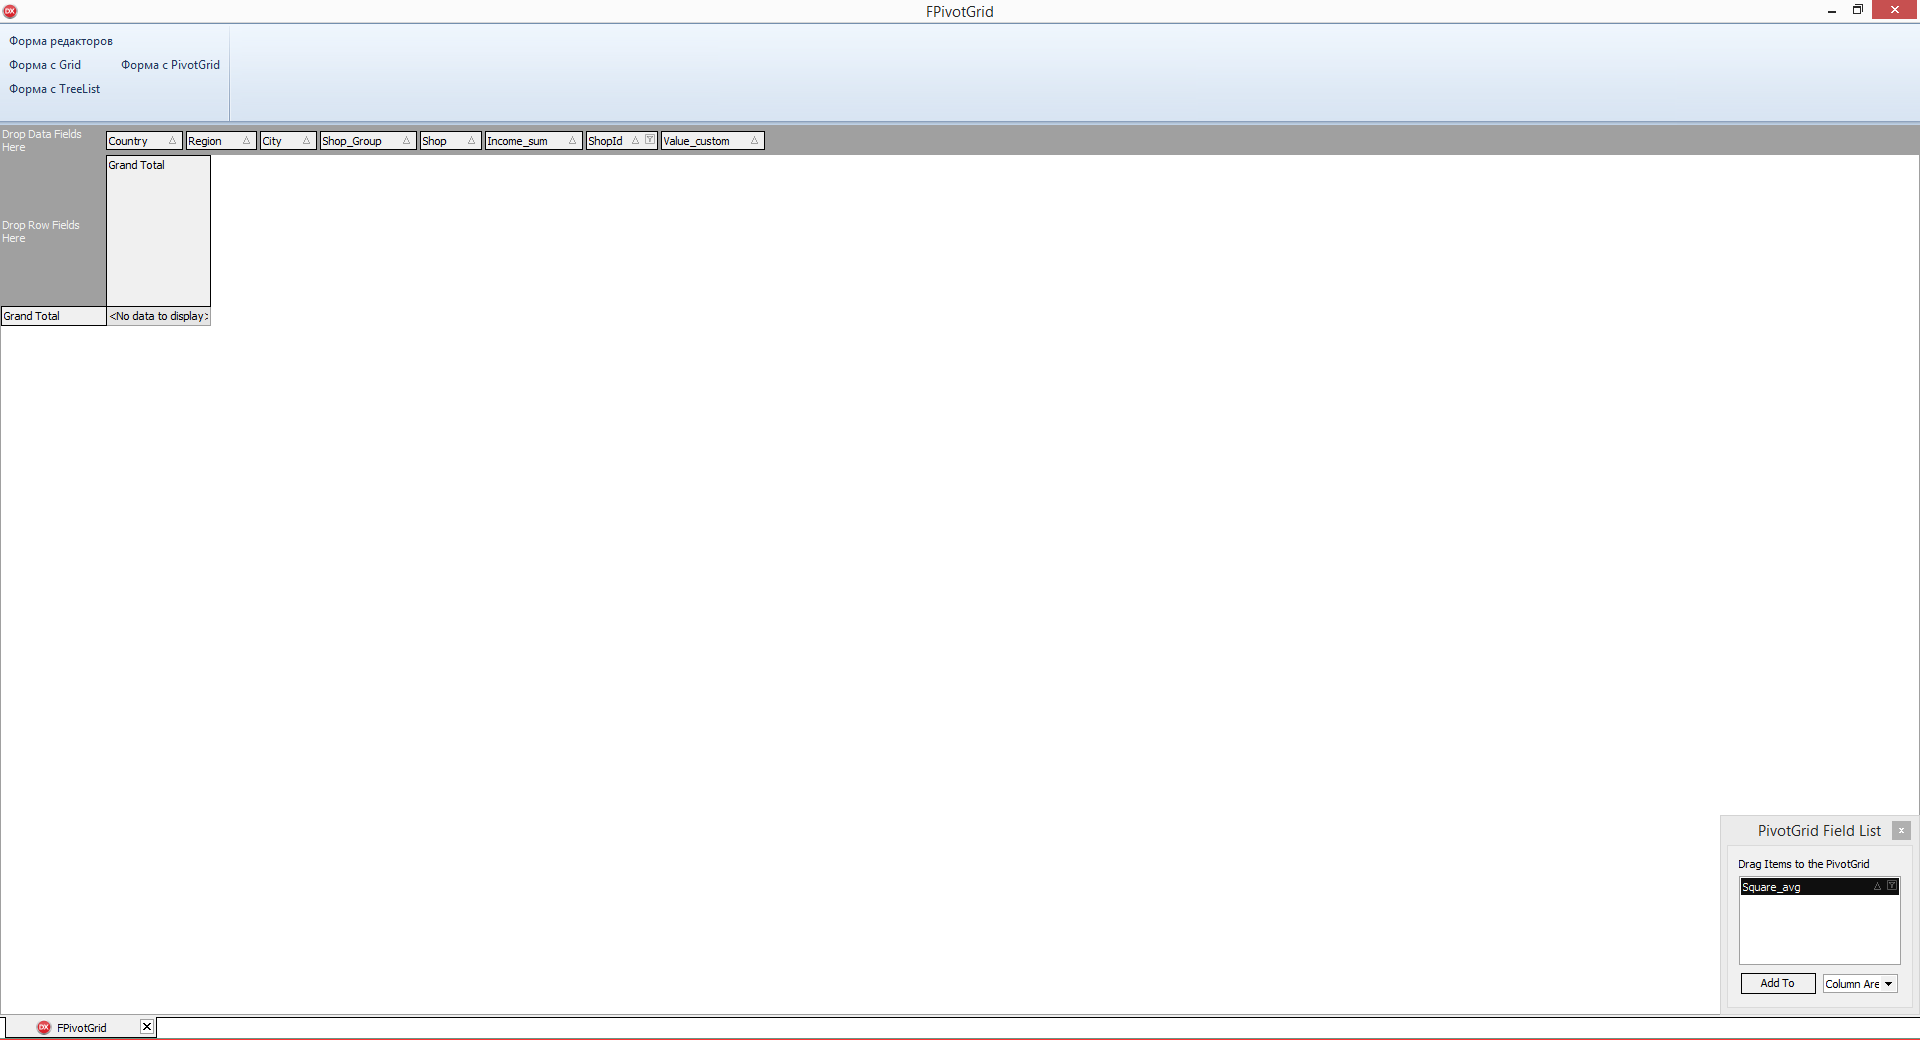 FPivotGrid
Форма редакторов
Форма с Grid
Форма с PivotGrid
Форма с TreeList
Drop Data Fields
Here
Country
Region
City
Shop_Group
Shop
Income_sum
ShopId
Value_custom
Grand Total
Drop Row Fields
Here
Grand Total
<No data to display>
PivotGrid Field List
Drag Items to the PivotGrid
Square_avg
Add To
Column Are
FPivotGrid